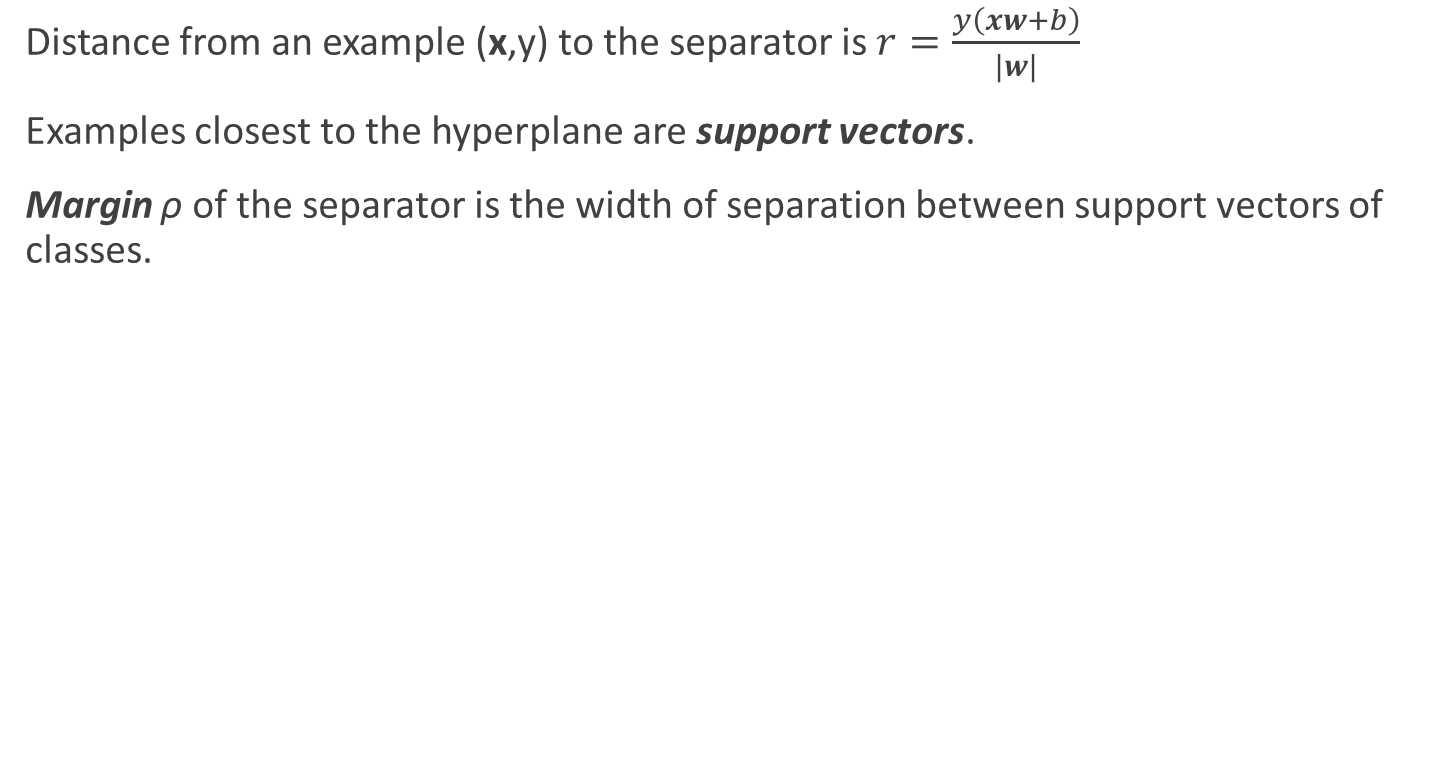 Distance from an example (x,y) to the separator is r = y(xw+b) / |w|
Examples closest to the hyperplane are support vectors.
Margin ρ of the separator is the width of separation between support vectors of
classes.